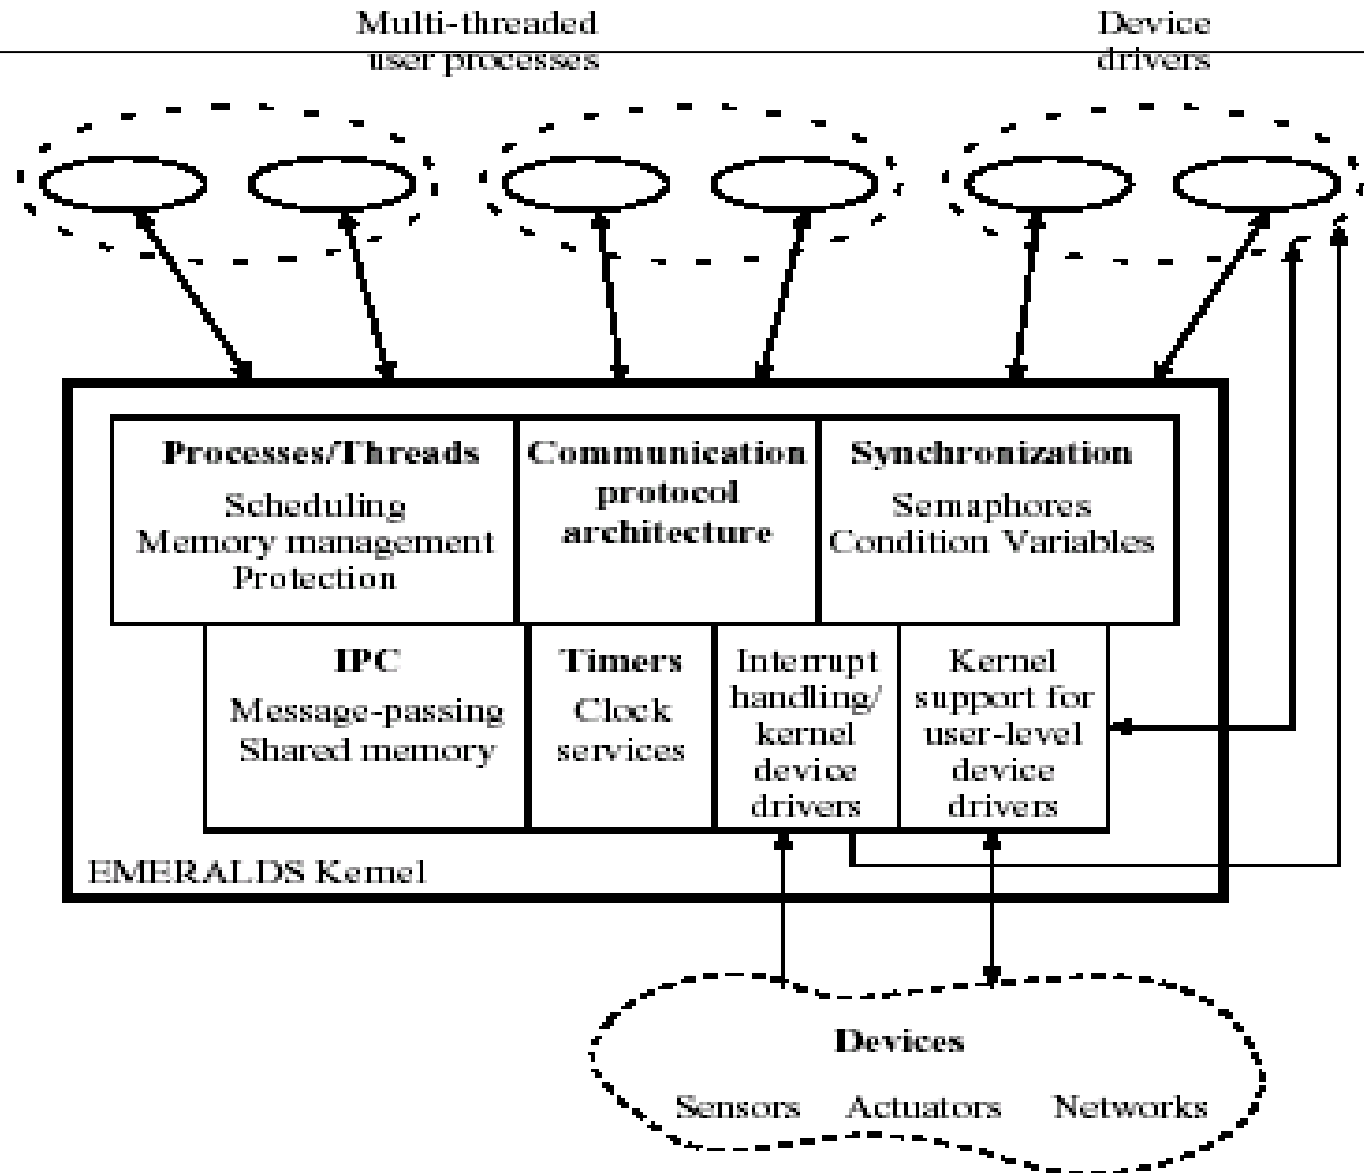 Multi-threaded
user processes
Device
drivers
Processes/Threads
Scheduling
Memory management
Protection
Communication
protocol
architecture
Synchronization
Semaphores
Condition Variables
IPC
Message-passing
Shared memory
Timers
Clock
services
Interrupt
handling/
kernel
device
drivers
Kernel
support for
user-level
device
drivers
EMERALDS Kernel
Devices
Sensors Actuators Networks